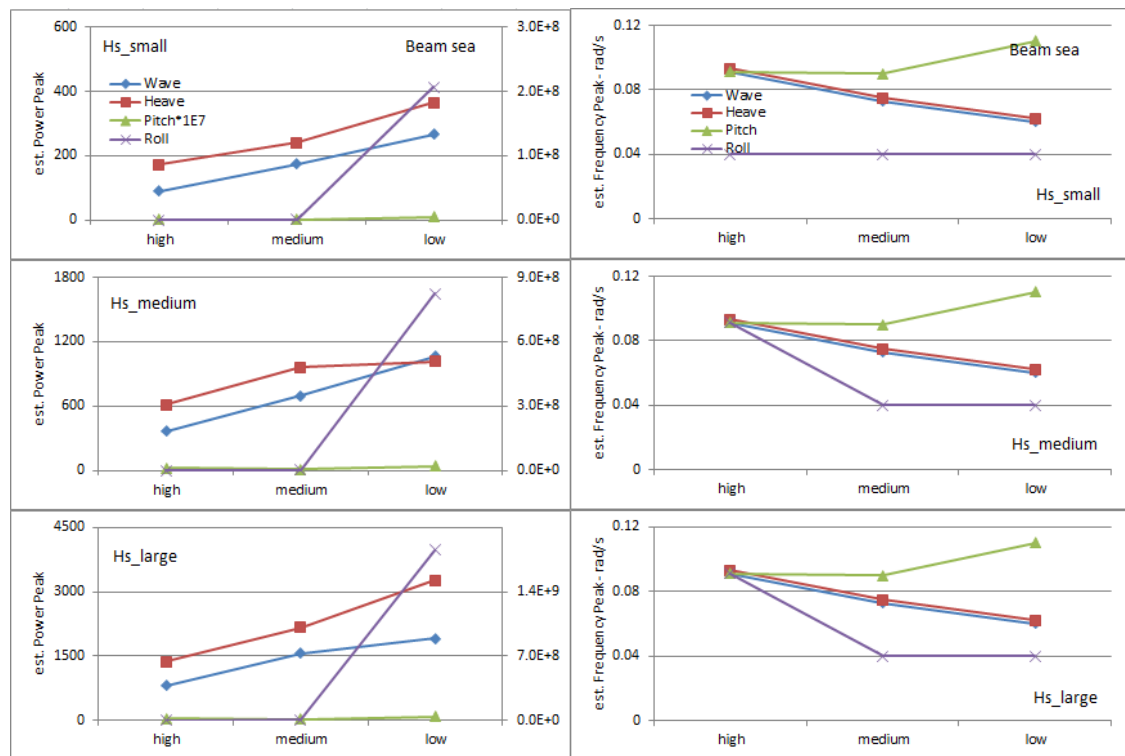 600
3.0E+8
Hs_small
Beam sea
Wave
Heave
Pitch*1E7
Roll
400
2.0E+8
200
1.0E+8
0
0.0E+0
est. Power Peak
high
medium
low
0.12
Beam sea
0.08
Wave
Heave
Pitch
Roll
0.04
Hs_small
0
est. Frequency Peak - rad/s
high
medium
low
1800
9.0E+8
Hs_medium
1200
6.0E+8
600
3.0E+8
0
0.0E+0
est. Power Peak
high
medium
low
0.12
0.08
0.04
Hs_medium
0
est. Frequency Peak - rad/s
high
medium
low
4500
Hs_large
3000
1.4E+9
1500
7.0E+8
0
0.0E+0
est. Power Peak
high
medium
low
0.12
0.08
0.04
Hs_large
0
est. Frequency Peak - rad/s
high
medium
low